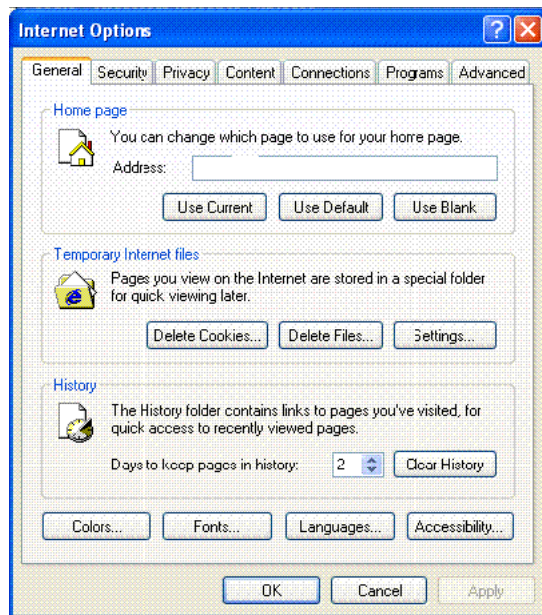 Internet Options
General Security Privacy Content Connections Programs Advanced
Home page
You can change which page to use for your home page.
Address:
Use Current Use Default Use Blank
Temporary Internet files
Pages you view on the Internet are stored in a special folder
for quick viewing later.
Delete Cookies... Delete Files... Settings...
History
The History folder contains links to pages you've visited, for
quick access to recently viewed pages.
Days to keep pages in history: 2 Clear History
Colors... Fonts... Languages... Accessibility...
OK Cancel Apply